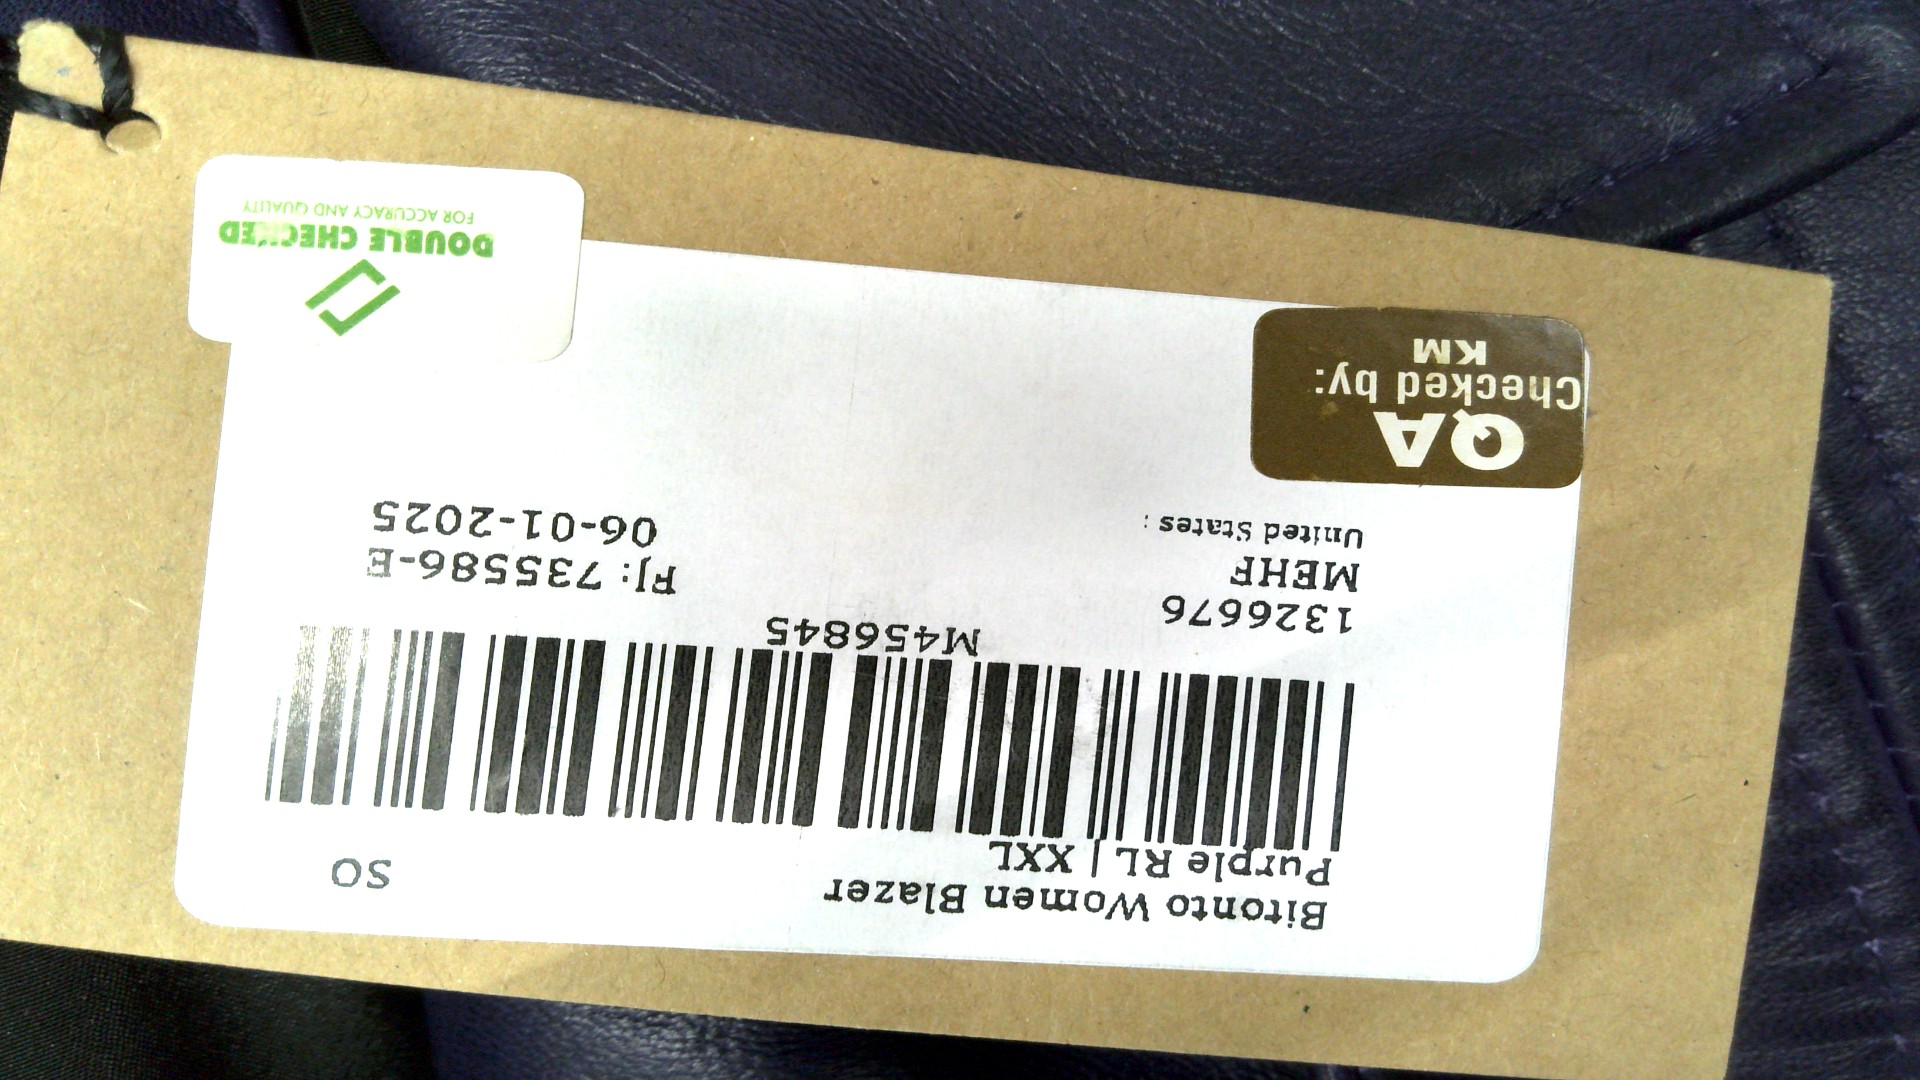 Bitonto Women Blazer
Purple RL | XXL
SO
M456845
1326676
MEHF
United States :
FJ: 735586-E
06-01-2025
QA
Checked by:
KM
DOUBLE CHECKED
FOR ACCURACY AND QUALITY